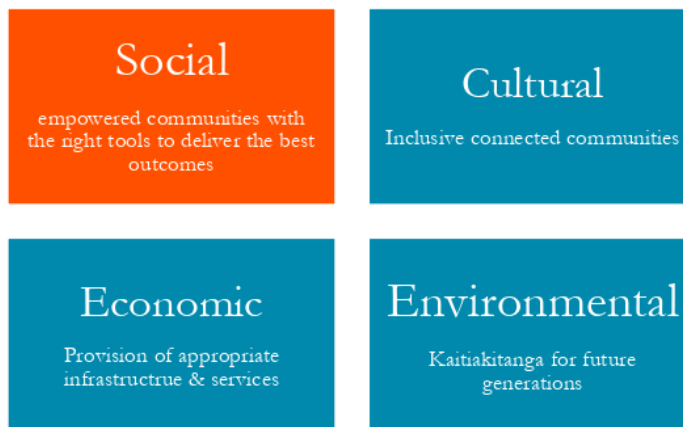 Social
empowered communities with
the right tools to deliver the best
outcomes
Cultural
Inclusive connected communities
Economic
Provision of appropriate
infrastructrue & services
Environmental
Kaitiakitanga for future
generations